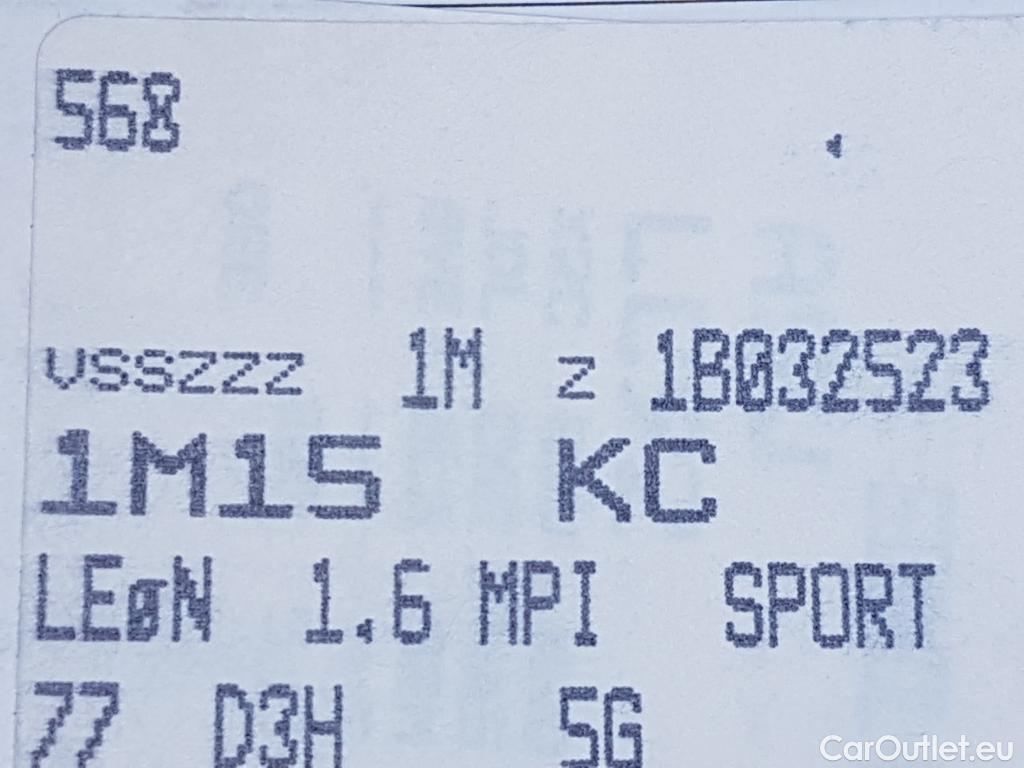 568
VSSZZZ 1M Z 1B032523
1M15 KC
LEøN 1.6 MPI SPORT
77 D3H 5G
CarOutlet.eu